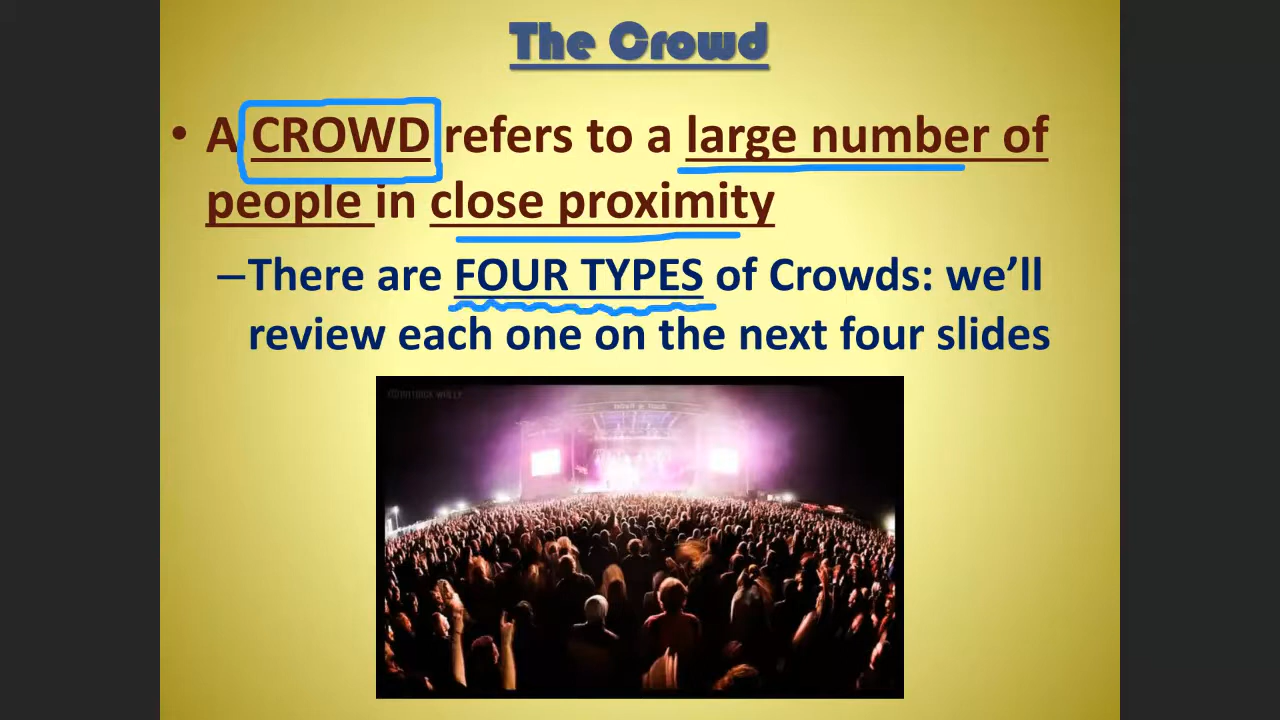 The Crowd
• A CROWD refers to a large number of
people in close proximity
–There are FOUR TYPES of Crowds: we’ll
review each one on the next four slides